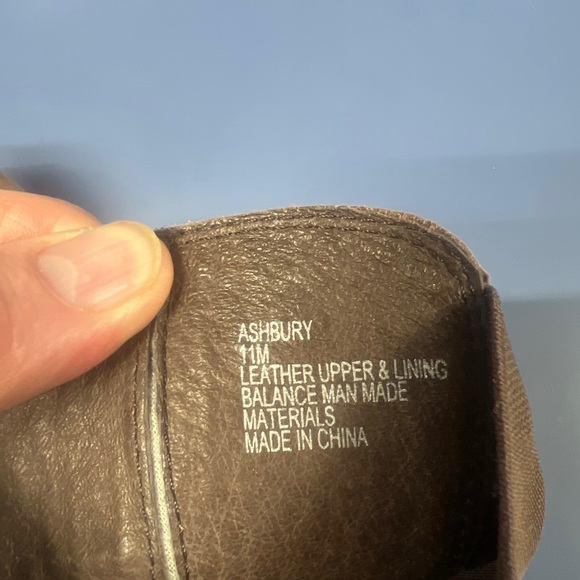 ASHBURY
11M
LEATHER UPPER & LINING
BALANCE MAN MADE
MATERIALS
MADE IN CHINA